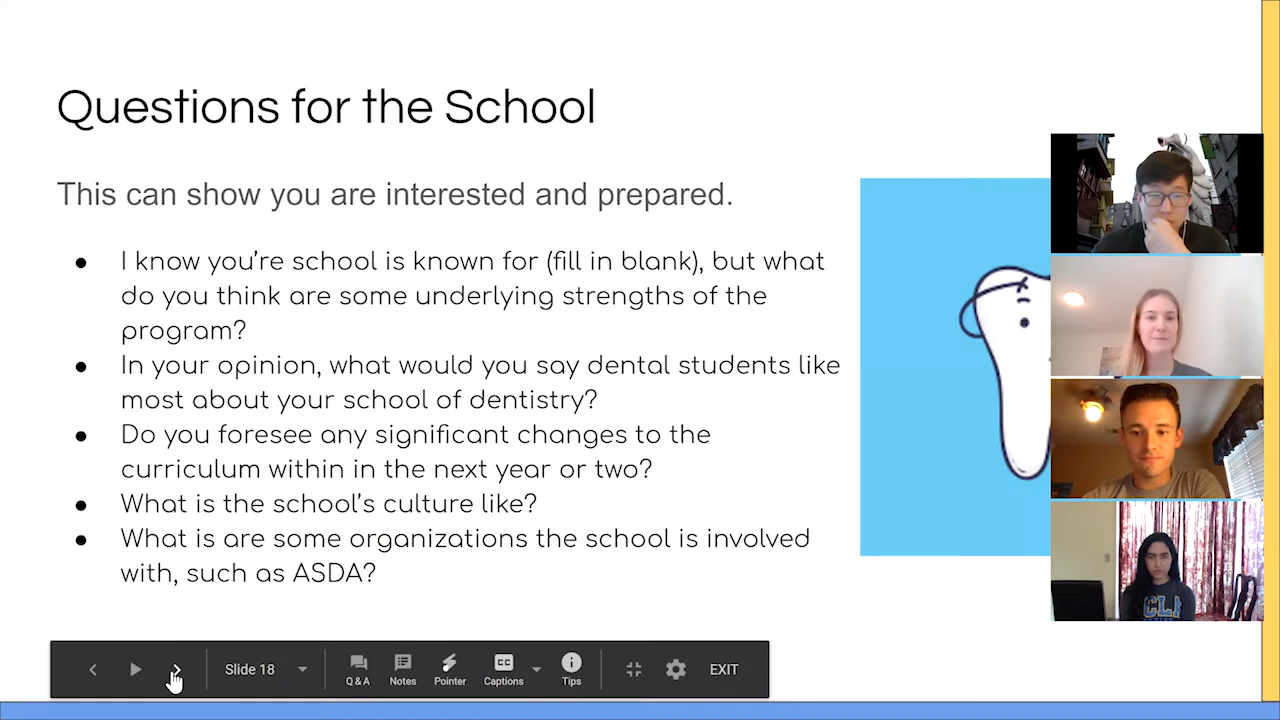 Questions for the School
This can show you are interested and prepared.
● I know you're school is known for (fill in blank), but what
do you think are some underlying strengths of the
program?
● In your opinion, what would you say dental students like
most about your school of dentistry?
● Do you foresee any significant changes to the
curriculum within in the next year or two?
● What is the school's culture like?
● What is are some organizations the school is involved
with, such as ASDA?
Slide 18
Q & A
Notes
Pointer
CC
Captions
Tips
EXIT
CLA